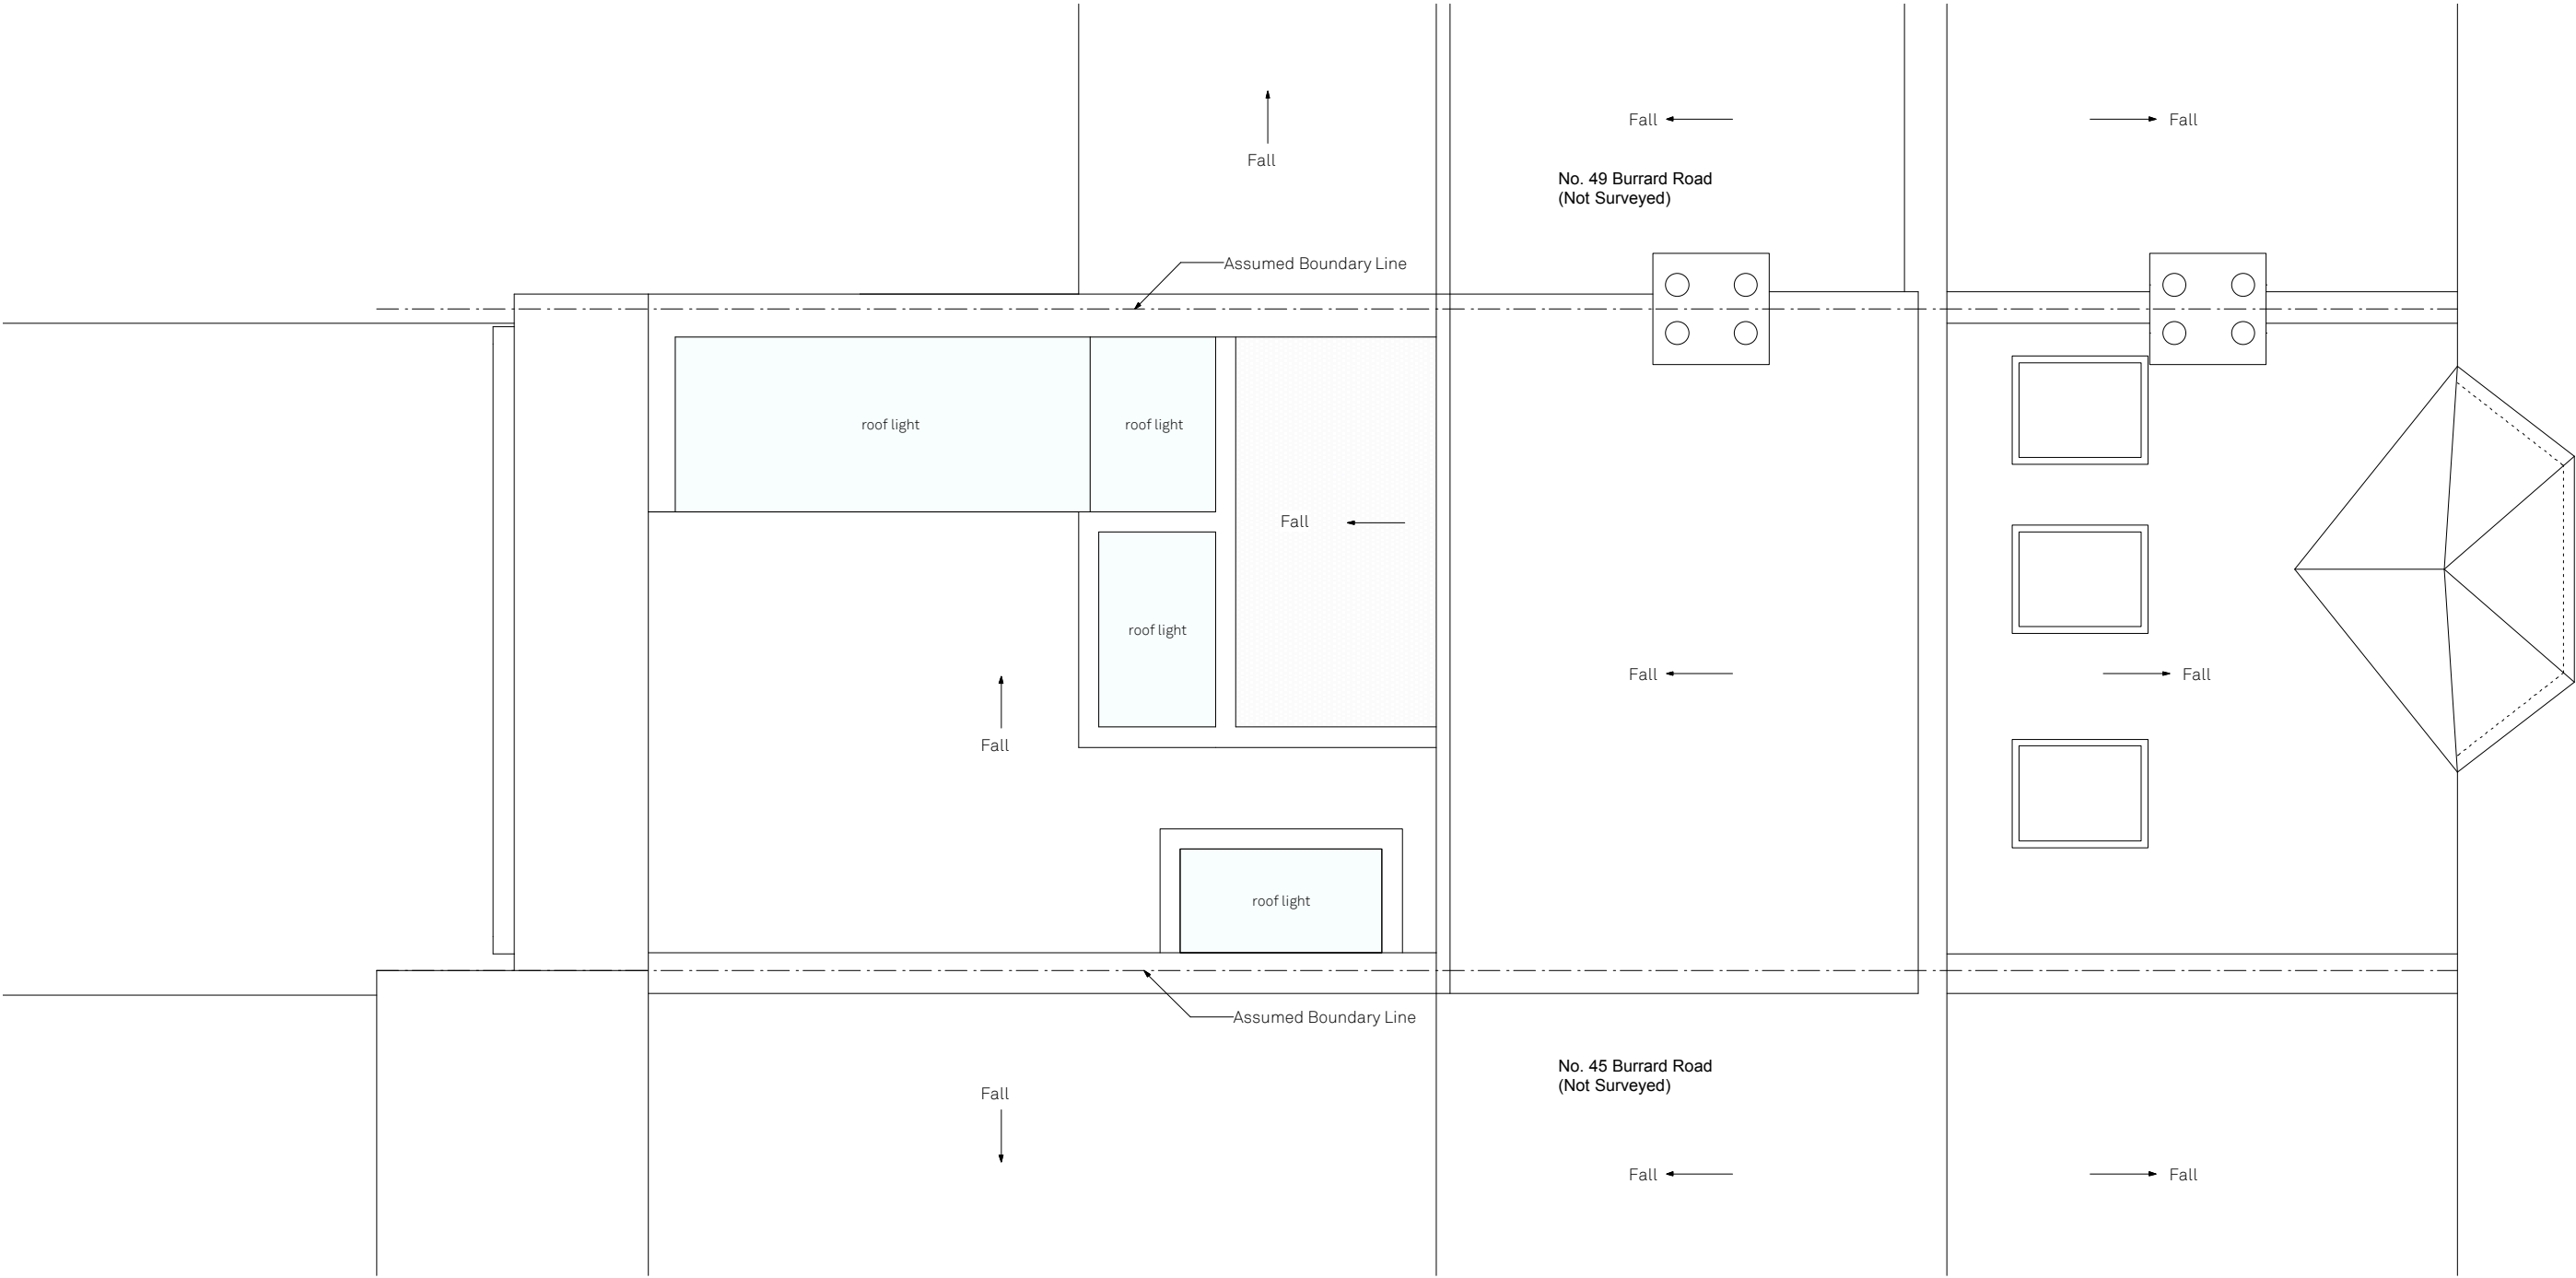 Fall
Fall
Fall
No. 49 Burrard Road
(Not Surveyed)
Assumed Boundary Line
roof light
roof light
Fall
roof light
Fall
Fall
Fall
roof light
Assumed Boundary Line
No. 45 Burrard Road
(Not Surveyed)
Fall
Fall
Fall